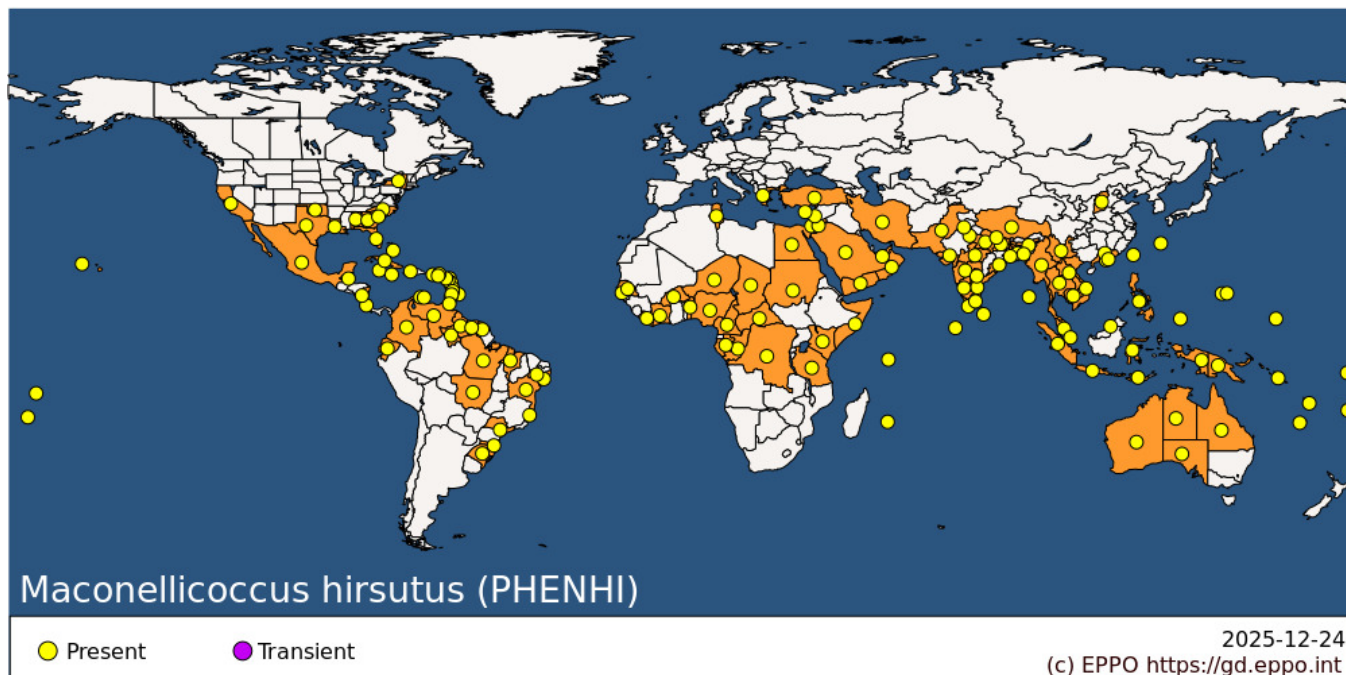 Maconellicoccus hirsutus (PHENHI)
Present
Transient
2025-12-24
(c) EPPO https://gd.eppo.int